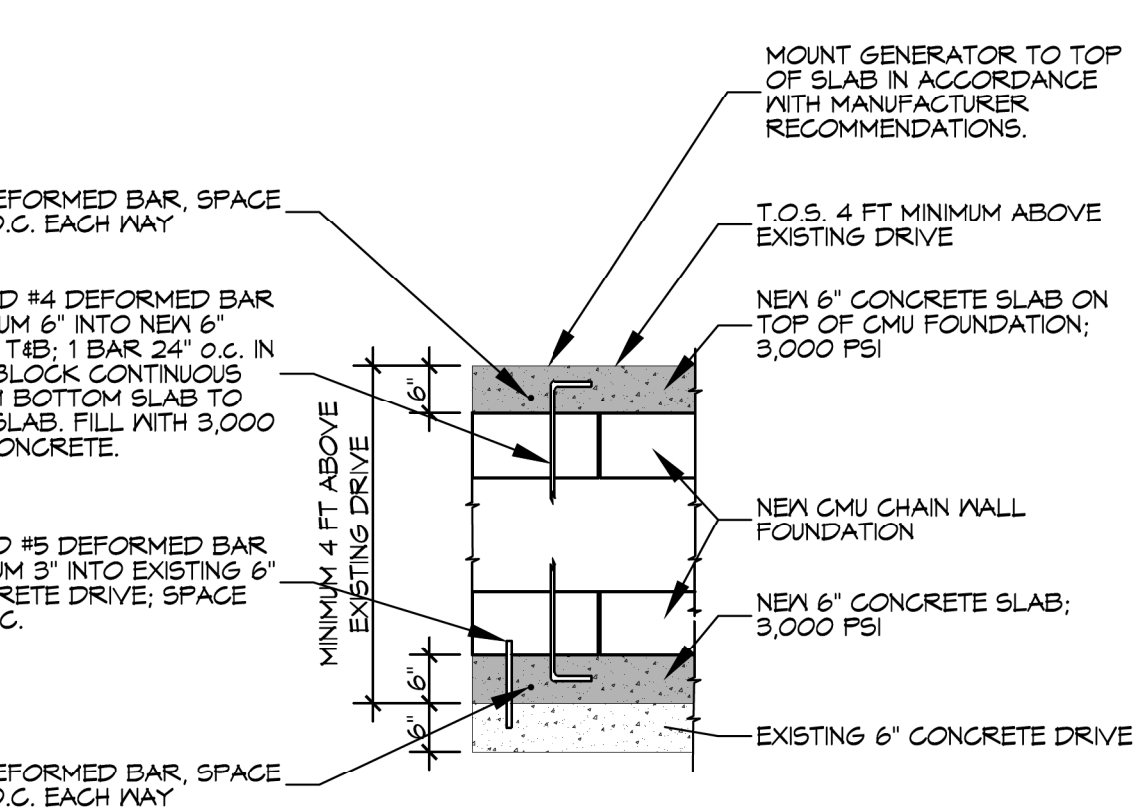 MOUNT GENERATOR TO TOP
OF SLAB IN ACCORDANCE
WITH MANUFACTURER
RECOMMENDATIONS.
EFORMED BAR, SPACE
O.C. EACH WAY
T.O.S. 4 FT MINIMUM ABOVE
EXISTING DRIVE
D #4 DEFORMED BAR
UM 6" INTO NEW 6"
T&B; 1 BAR 24" o.c. IN
BLOCK CONTINUOUS
M BOTTOM SLAB TO
SLAB. FILL WITH 3,000
ONCRETE.
NEW 6" CONCRETE SLAB ON
TOP OF CMU FOUNDATION;
3,000 PSI
6"
MINIMUM 4 FT ABOVE
EXISTING DRIVE
NEW CMU CHAIN WALL
FOUNDATION
D #5 DEFORMED BAR
UM 3" INTO EXISTING 6"
RETE DRIVE; SPACE
C.
NEW 6" CONCRETE SLAB;
3,000 PSI
6"
6"
EXISTING 6" CONCRETE DRIVE
EFORMED BAR, SPACE
O.C. EACH WAY